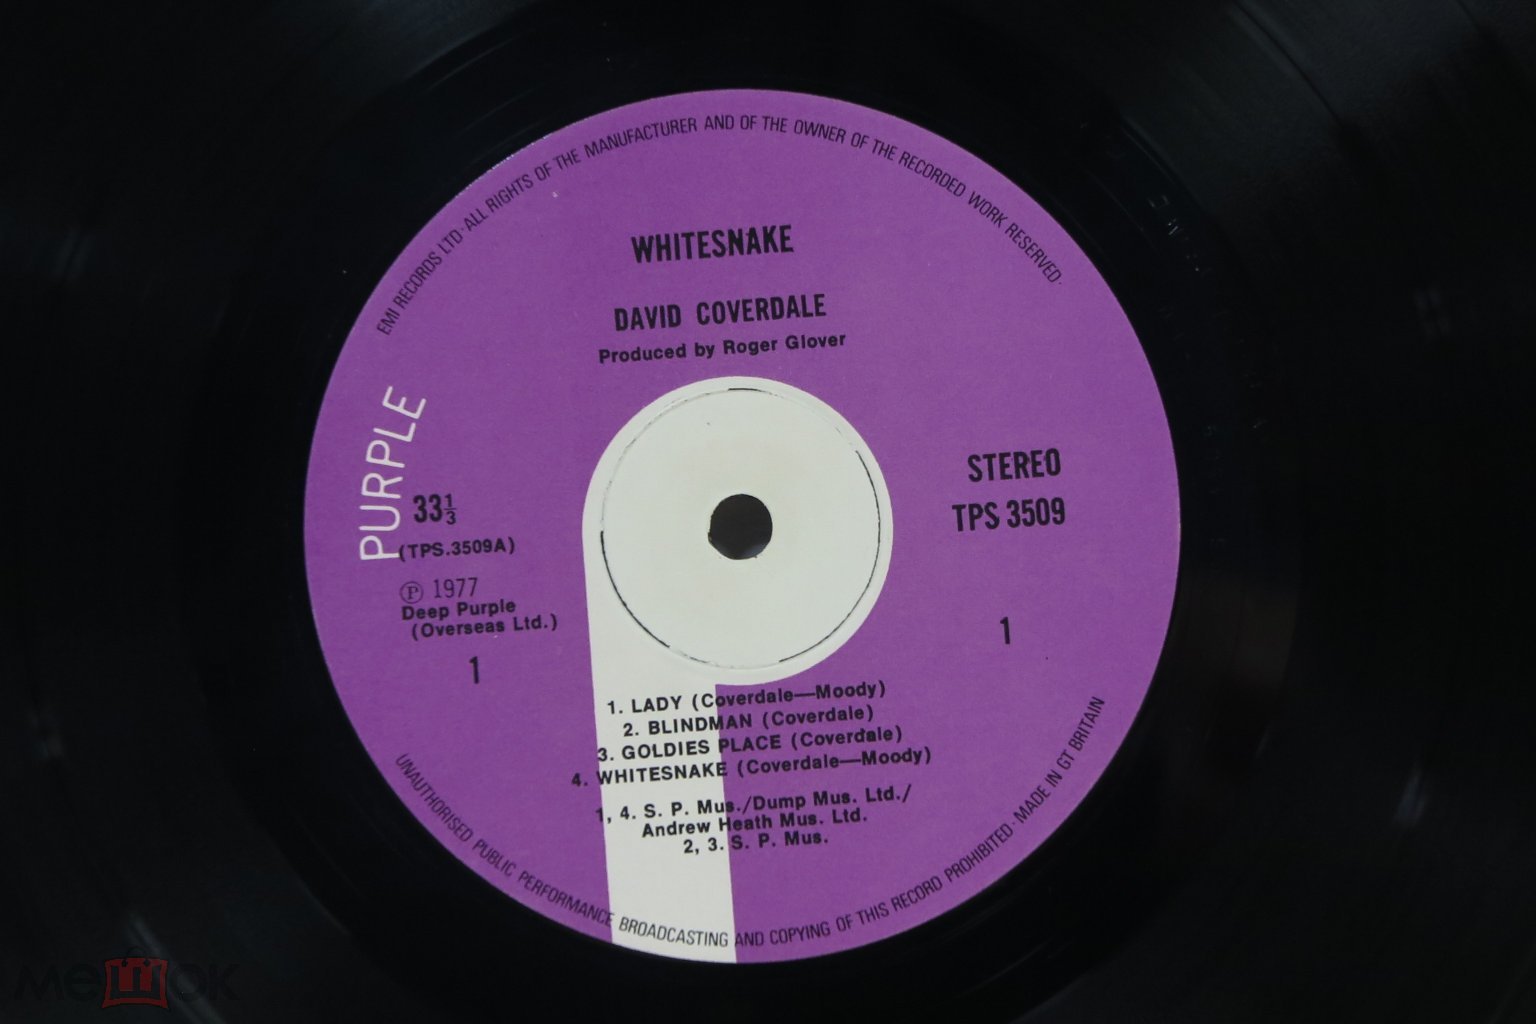 EMI RECORDS LTD·ALL RIGHTS OF THE MANUFACTURER AND OF THE OWNER OF THE RECORDED WORK RESERVED·
WHITESNAKE
DAVID COVERDALE
Produced by Roger Glover
PURPLE
33⅓
(TPS.3509A)
Ⓟ 1977
Deep Purple
(Overseas Ltd.)
1
STEREO
TPS 3509
1
1. LADY (Coverdale—Moody)
2. BLINDMAN (Coverdale)
3. GOLDIES PLACE (Coverdale)
4. WHITESNAKE (Coverdale—Moody)
1, 4. S. P. Mus./Dump Mus. Ltd./
Andrew Heath Mus. Ltd.
2, 3. S. P. Mus.
UNAUTHORISED PUBLIC PERFORMANCE BROADCASTING AND COPYING OF THIS RECORD PROHIBITED·MADE IN GT BRITAIN
мешок